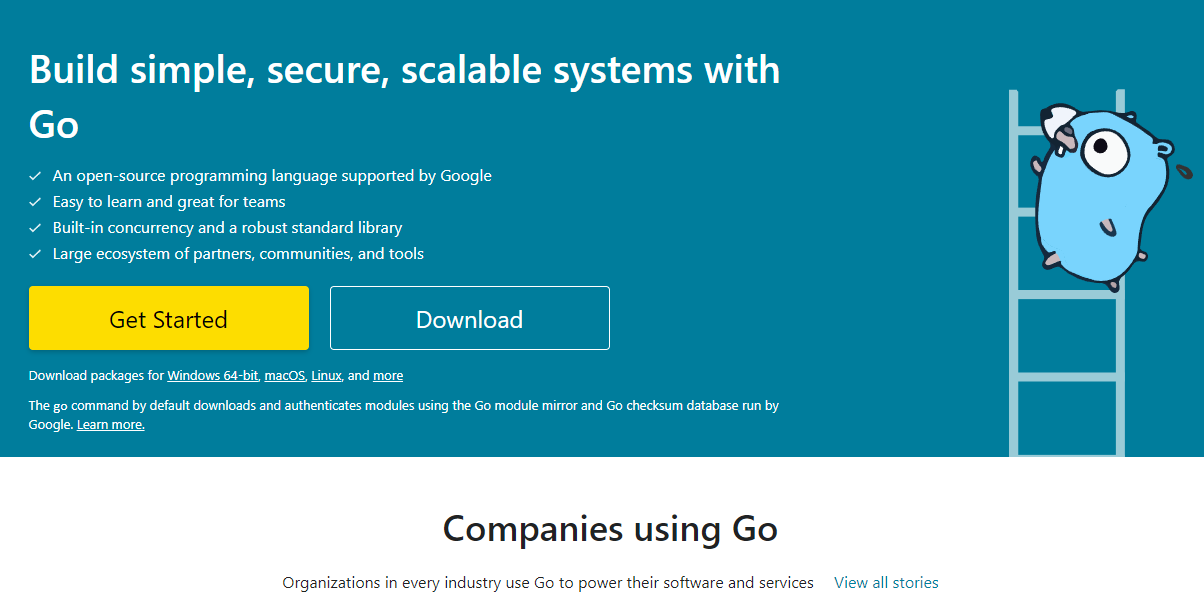 Build simple, secure, scalable systems with
Go
An open-source programming language supported by Google
Easy to learn and great for teams
Built-in concurrency and a robust standard library
Large ecosystem of partners, communities, and tools
Get Started
Download
Download packages for Windows 64-bit, macOS, Linux, and more
The go command by default downloads and authenticates modules using the Go module mirror and Go checksum database run by
Google. Learn more.
Companies using Go
Organizations in every industry use Go to power their software and services View all stories